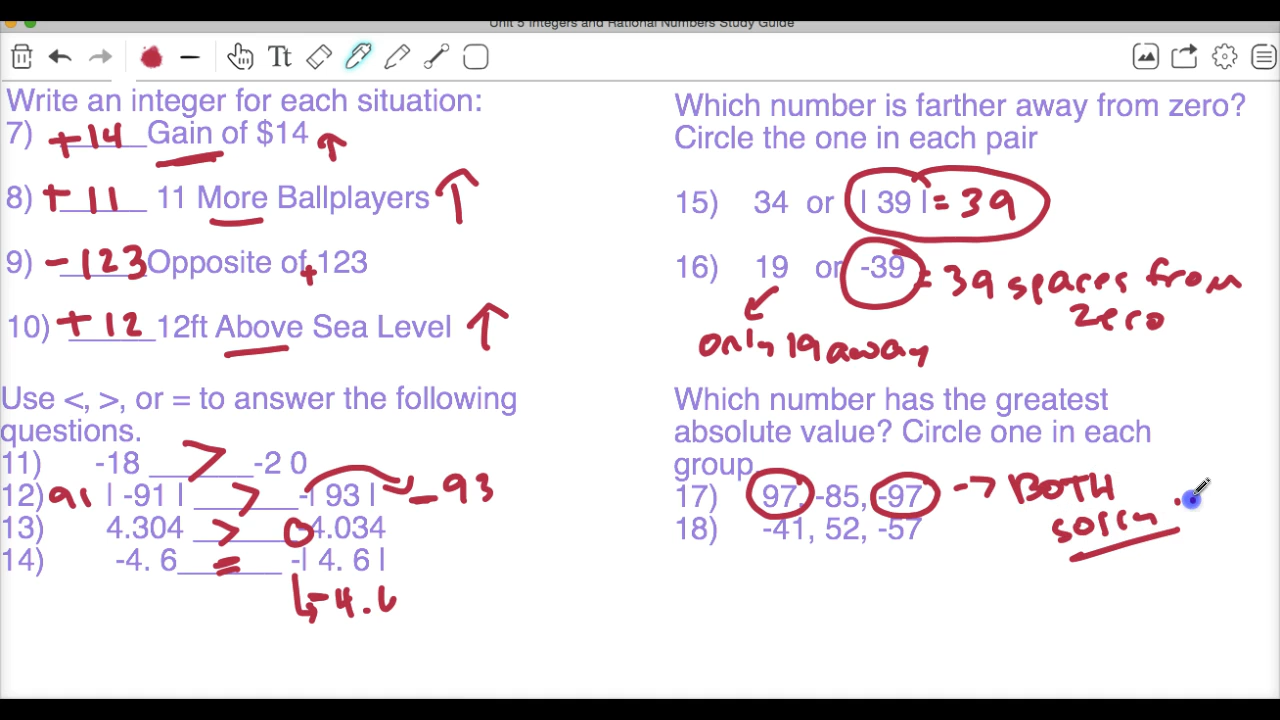 Unit 5 Integers and Rational Numbers Study Guide
Tt
Write an integer for each situation:
7) +14 Gain of $14
8) +11 11 More Ballplayers
9) -123 Opposite of +123
10) +12 12ft Above Sea Level
Use <, >, or = to answer the following
questions.
11) -18 > -2 0
12) 91 | -91 | > -| 93 | -93
13) 4.304 > -4.034
14) -4. 6 = -| 4. 6 |
-4.6
Which number is farther away from zero?
Circle the one in each pair
15) 34 or | 39 | = 39
16) 19 or -39 = 39 spaces from
zero
only 19 away
Which number has the greatest
absolute value? Circle one in each
group.
17) 97, -85, -97 → BOTH
sorry
18) -41, 52, -57